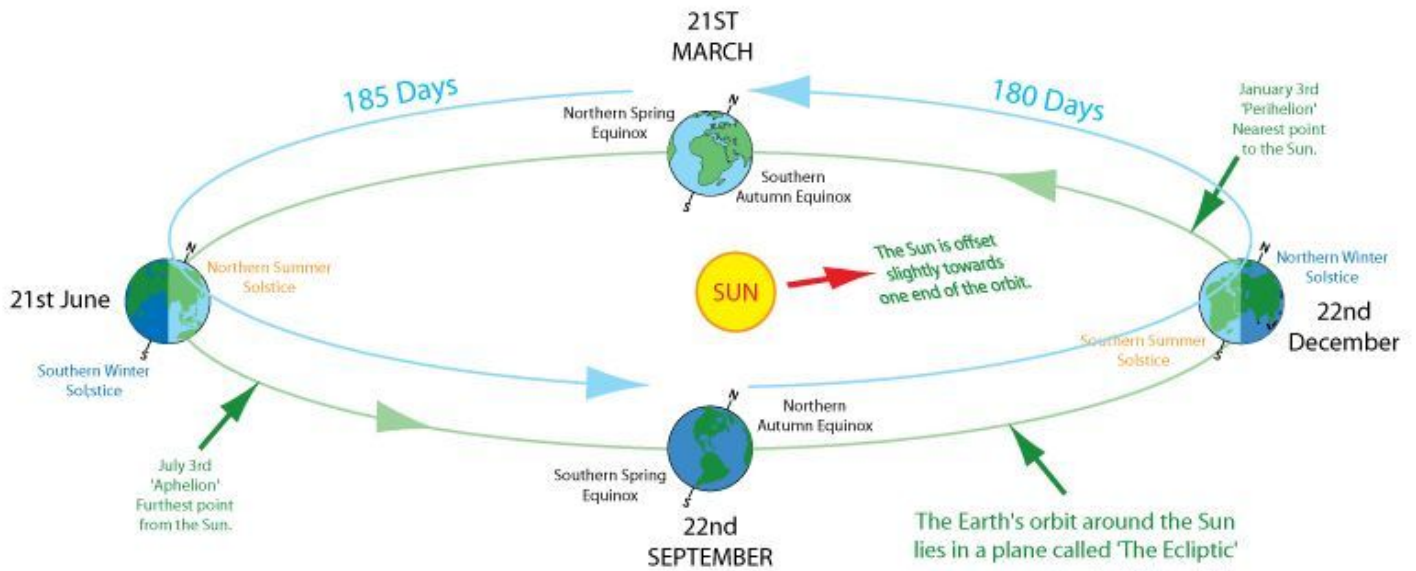 21ST
MARCH
185 Days
180 Days
January 3rd
'Perihelion'
Nearest point
to the Sun.
Northern Spring
Equinox
N
S
Southern
Autumn Equinox
21st June
N
S
Northern Summer
Solstice
Southern Winter
Sol;stice
SUN
The Sun is offset
slightly towards
one end of the orbit.
N
S
Northern Winter
Solstice
22nd
December
Southern Summer
Solstice
July 3rd
'Aphelion'
Furthest point
from the Sun.
N
S
Northern
Autumn Equinox
Southern Spring
Equinox
22nd
SEPTEMBER
The Earth's orbit around the Sun
lies in a plane called 'The Ecliptic'